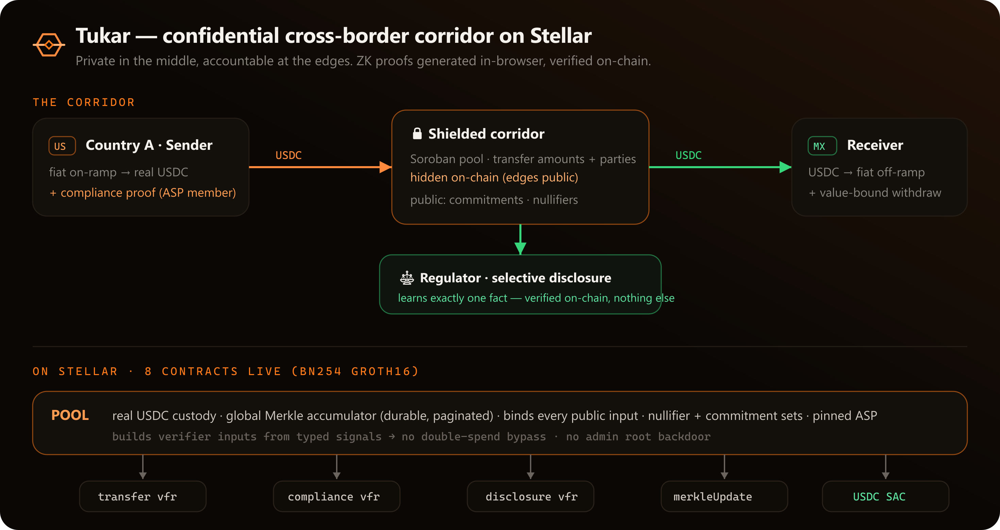 Tukar — confidential cross-border corridor on Stellar
Private in the middle, accountable at the edges. ZK proofs generated in-browser, verified on-chain.
THE CORRIDOR
US Country A · Sender
fiat on-ramp → real USDC
+ compliance proof (ASP member)
USDC
Shielded corridor
Soroban pool · transfer amounts + parties
hidden on-chain (edges public)
public: commitments · nullifiers
USDC
MX Receiver
USDC → fiat off-ramp
+ value-bound withdraw
Regulator · selective disclosure
learns exactly one fact — verified on-chain, nothing else
ON STELLAR · 8 CONTRACTS LIVE (BN254 GROTH16)
POOL real USDC custody · global Merkle accumulator (durable, paginated) · binds every public input · nullifier + commitment sets · pinned ASP
builds verifier inputs from typed signals → no double-spend bypass · no admin root backdoor
transfer vfr
compliance vfr
disclosure vfr
merkleUpdate
USDC SAC